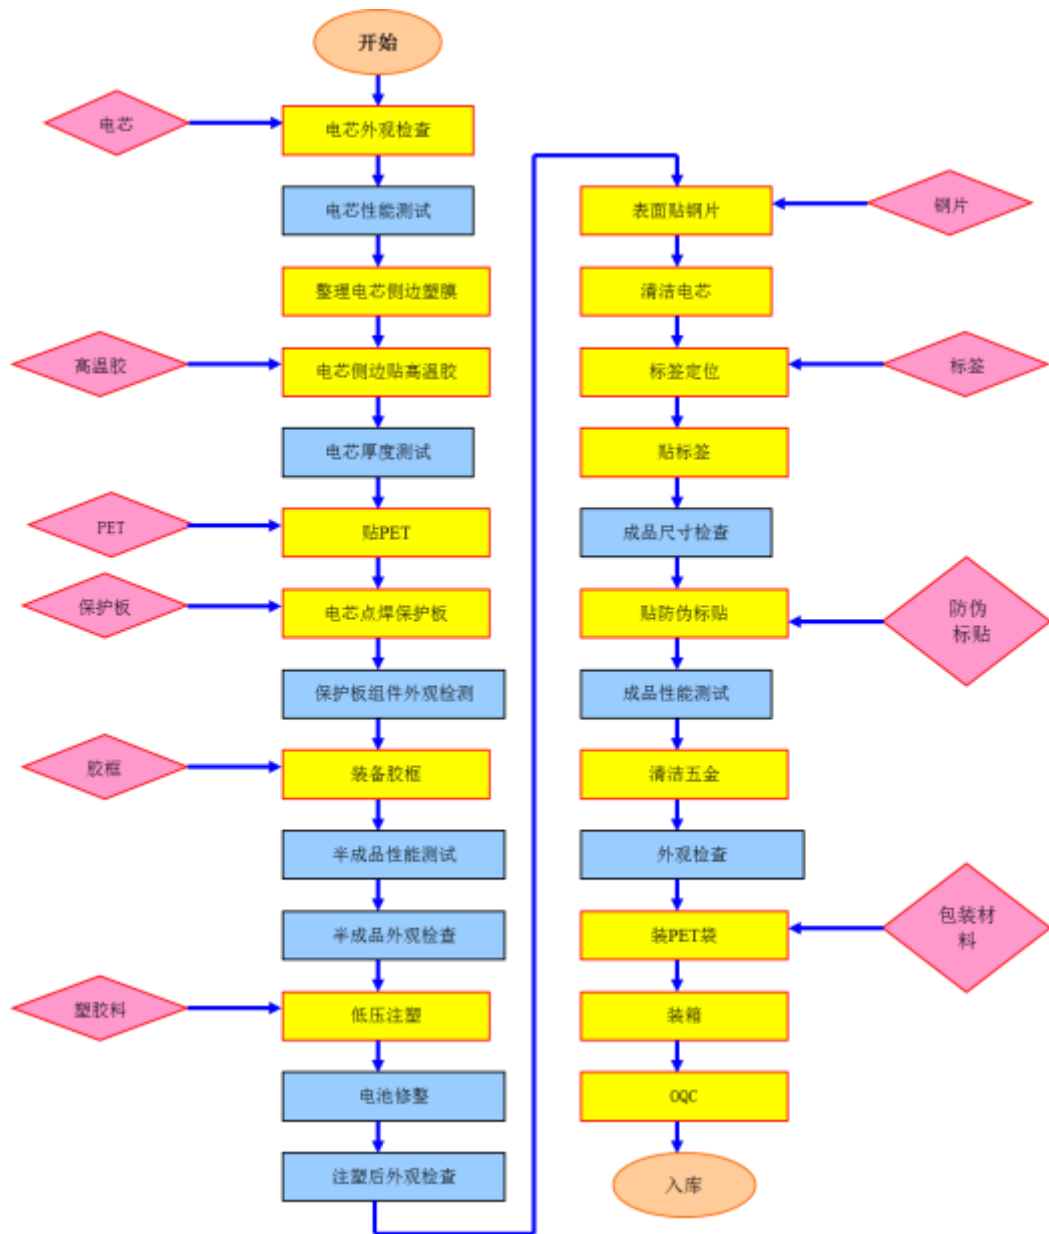 开始
电芯
电芯外观检查
电芯性能测试
整理电芯侧边塑膜
高温胶
电芯侧边贴高温胶
电芯厚度测试
PET
贴PET
保护板
电芯点焊保护板
保护板组件外观检测
胶框
装备胶框
半成品性能测试
半成品外观检查
塑胶料
低压注塑
电池修整
注塑后外观检查
表面贴钢片
钢片
清洁电芯
标签定位
标签
贴标签
成品尺寸检查
贴防伪标贴
防伪
标贴
成品性能测试
清洁五金
外观检查
装PET袋
包装材
料
装箱
OQC
入库